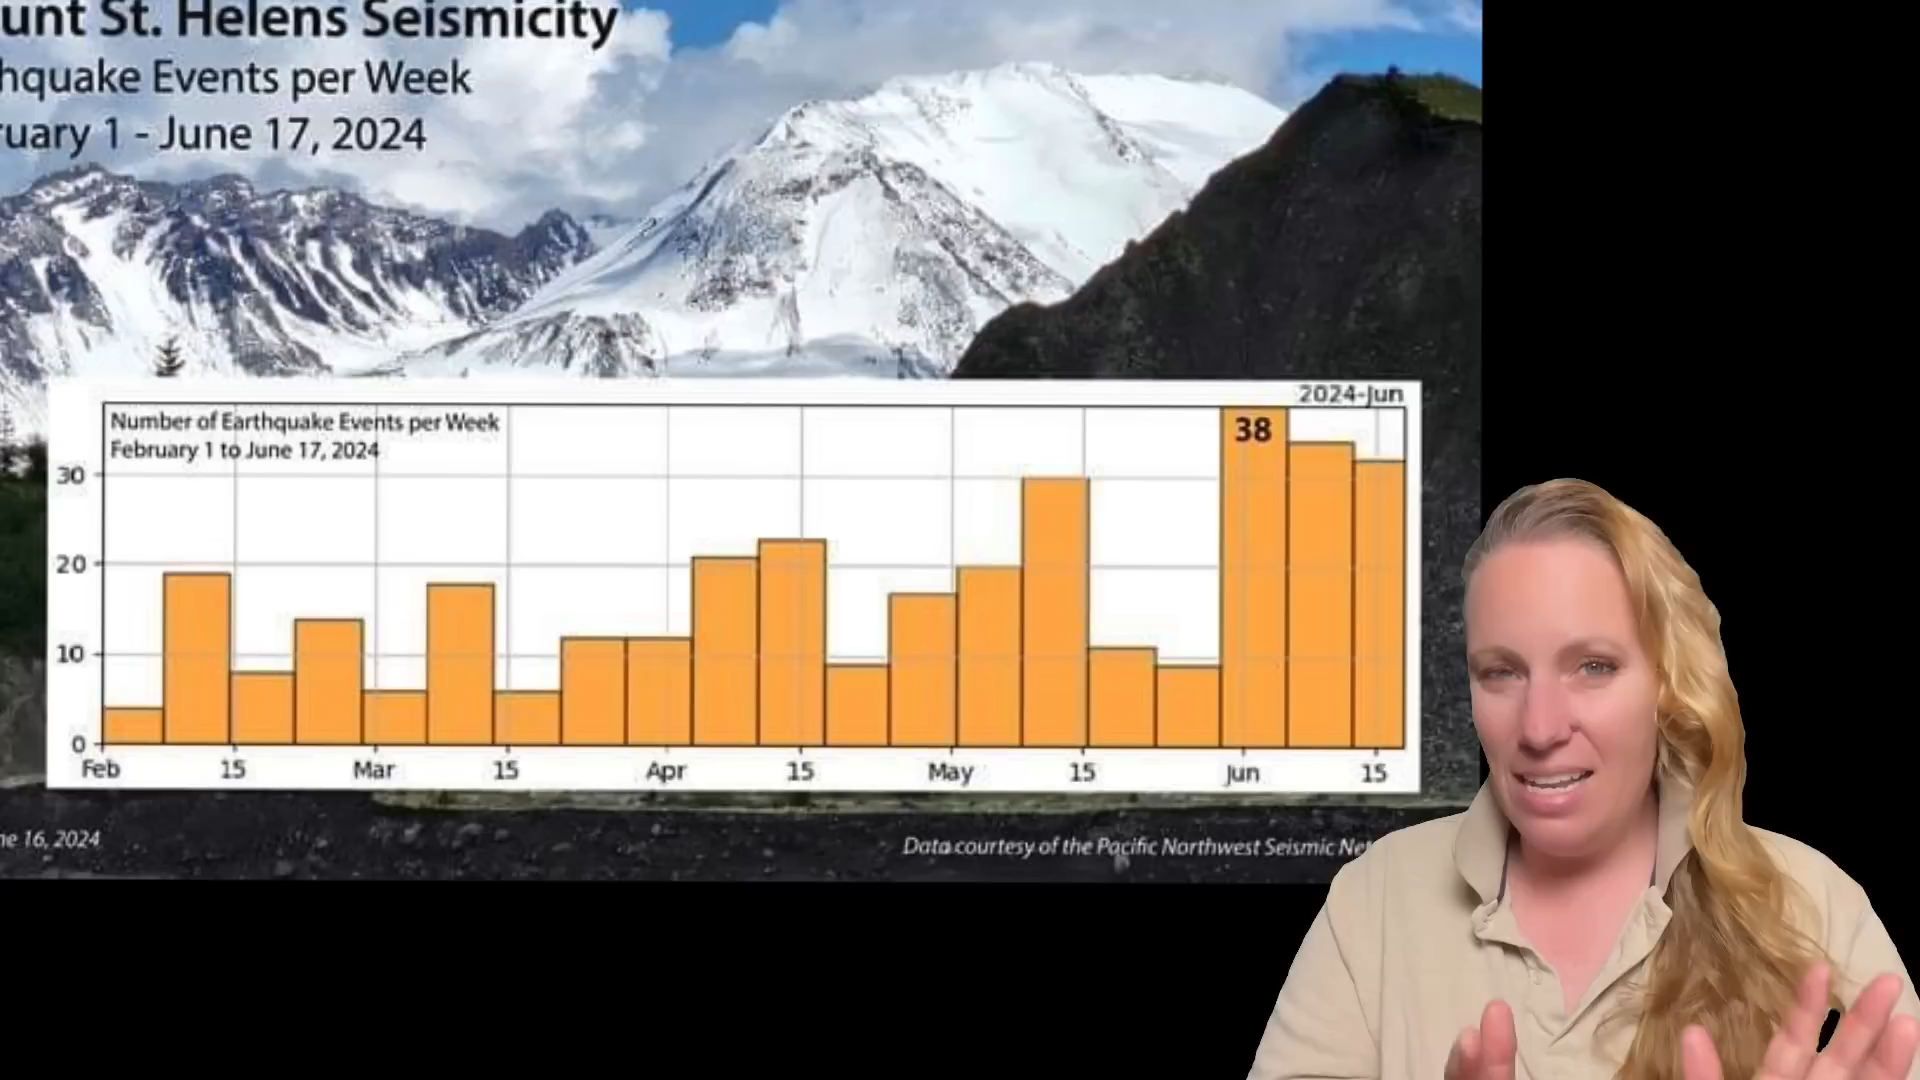 unt St. Helens Seismicity
hquake Events per Week
ruary 1 - June 17, 2024
2024-Jun
Number of Earthquake Events per Week
February 1 to June 17, 2024
38
30
20
10
0
Feb 15 Mar 15 Apr 15 May 15 Jun 15
ne 16, 2024
Data courtesy of the Pacific Northwest Seismic Ne